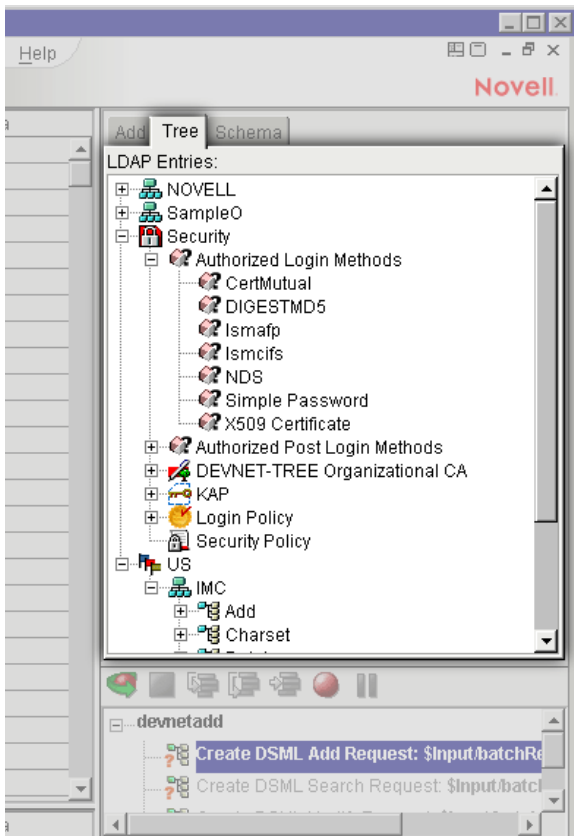 Help
Novell
Add Tree Schema
LDAP Entries:
NOVELL
SampleO
Security
Authorized Login Methods
CertMutual
DIGESTMD5
lsmafp
lsmcifs
NDS
Simple Password
X509 Certificate
Authorized Post Login Methods
DEVNET-TREE Organizational CA
KAP
Login Policy
Security Policy
US
IMC
Add
Charset
devnetadd
Create DSML Add Request: $Input/batchRe
Create DSML Search Request: $Input/batcl